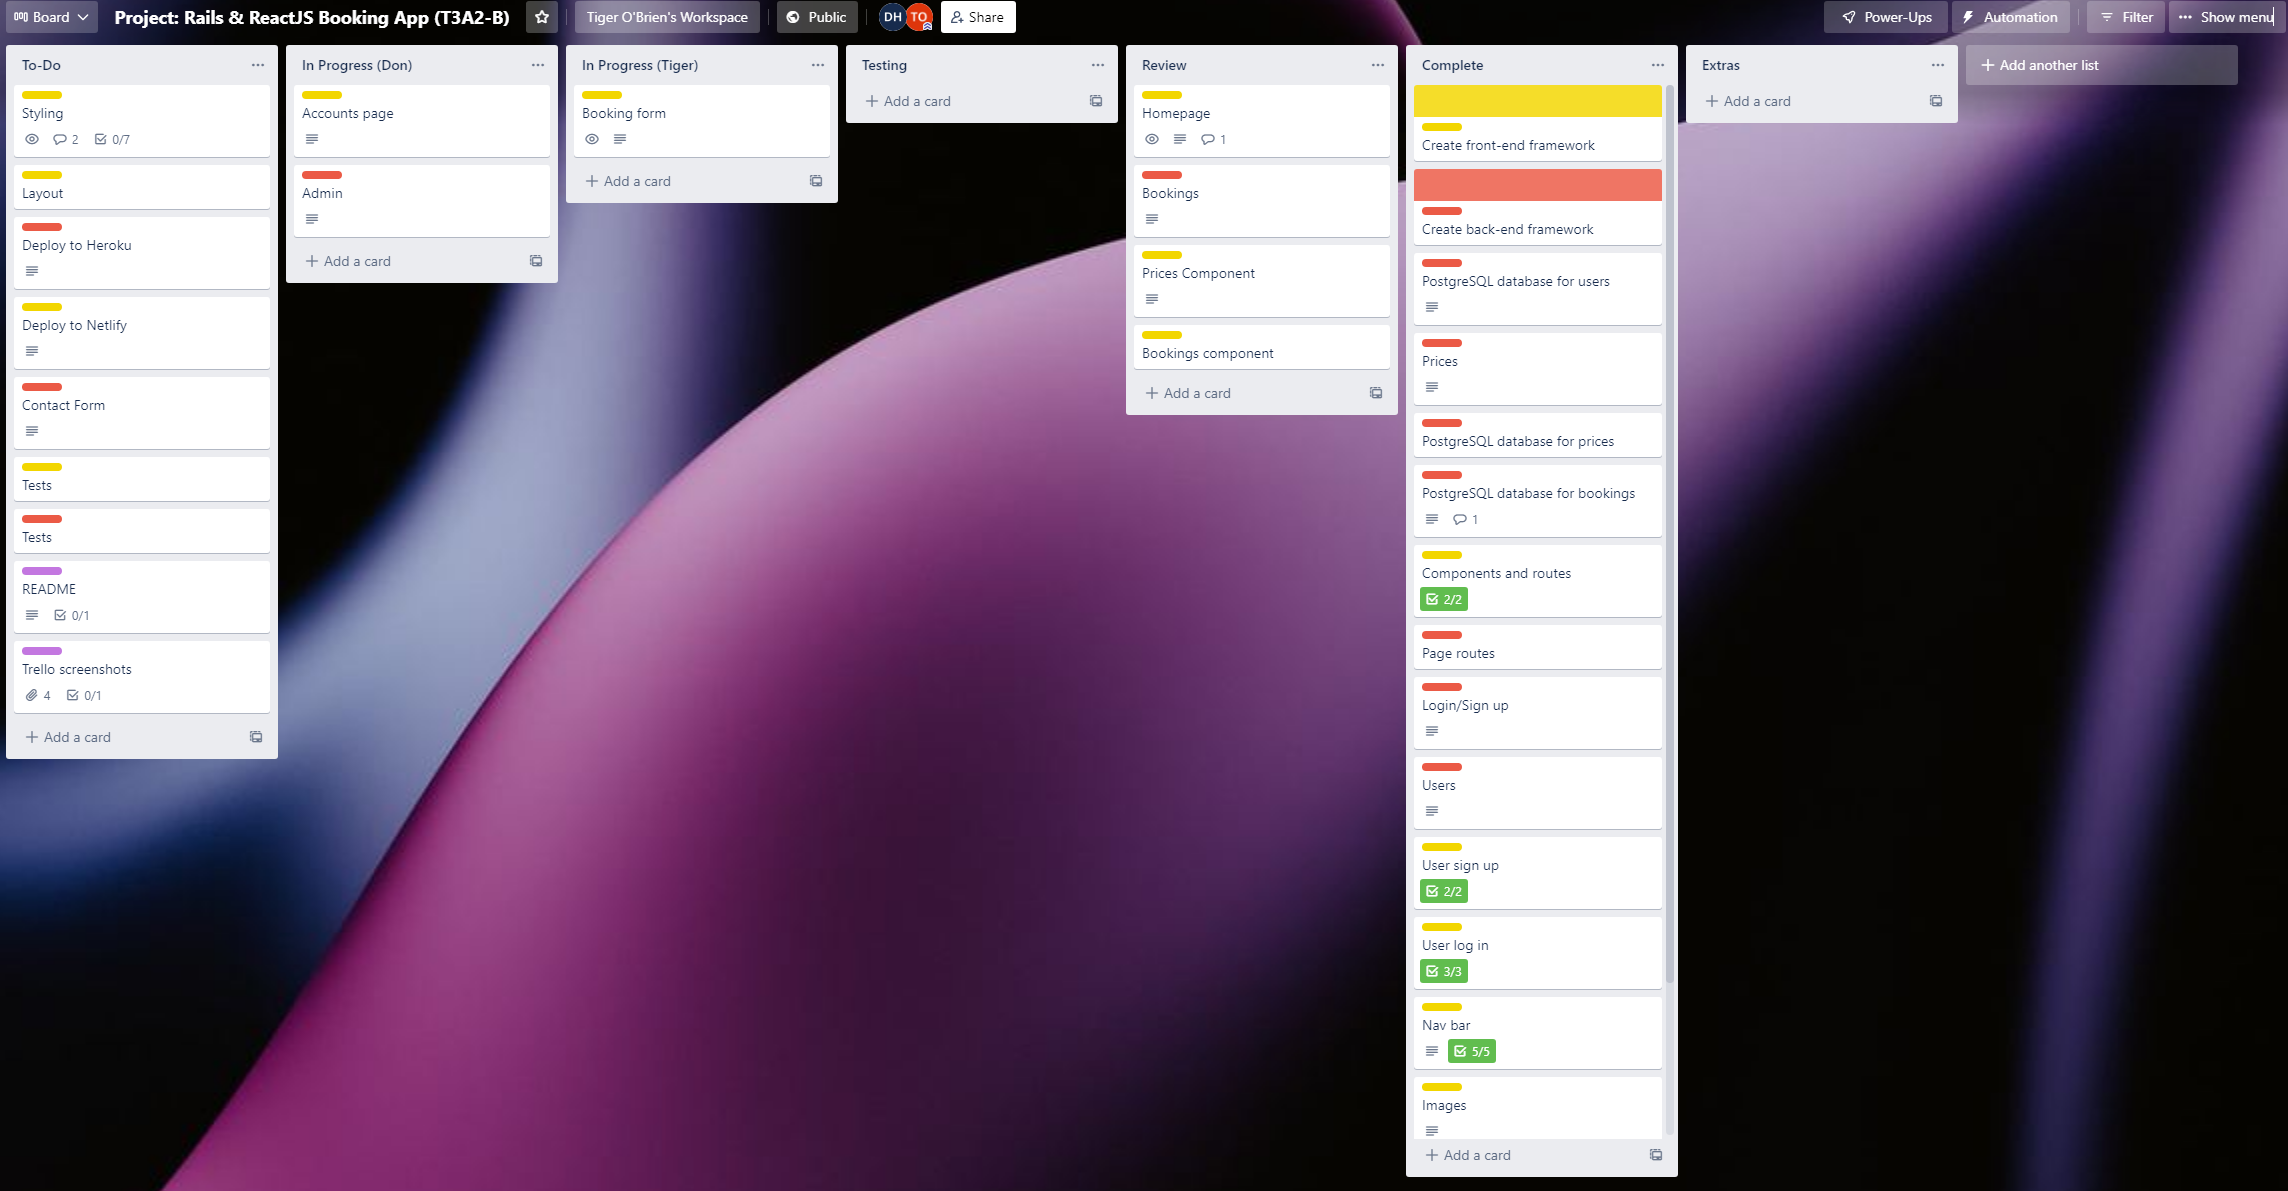 Board
Project: Rails & ReactJS Booking App (T3A2-B)
Tiger O'Brien's Workspace
Public
DH
TO
Share
Power-Ups
Automation
Filter
Show menu
To-Do
Styling
2
0/7
Layout
Deploy to Heroku
Deploy to Netlify
Contact Form
Tests
Tests
README
0/1
Trello screenshots
4
0/1
Add a card
In Progress (Don)
Accounts page
Admin
Add a card
In Progress (Tiger)
Booking form
Add a card
Testing
Add a card
Review
Homepage
1
Bookings
Prices Component
Bookings component
Add a card
Complete
Create front-end framework
Create back-end framework
PostgreSQL database for users
Prices
PostgreSQL database for prices
PostgreSQL database for bookings
1
Components and routes
2/2
Page routes
Login/Sign up
Users
User sign up
2/2
User log in
3/3
Nav bar
5/5
Images
Add a card
Extras
Add a card
Add another list